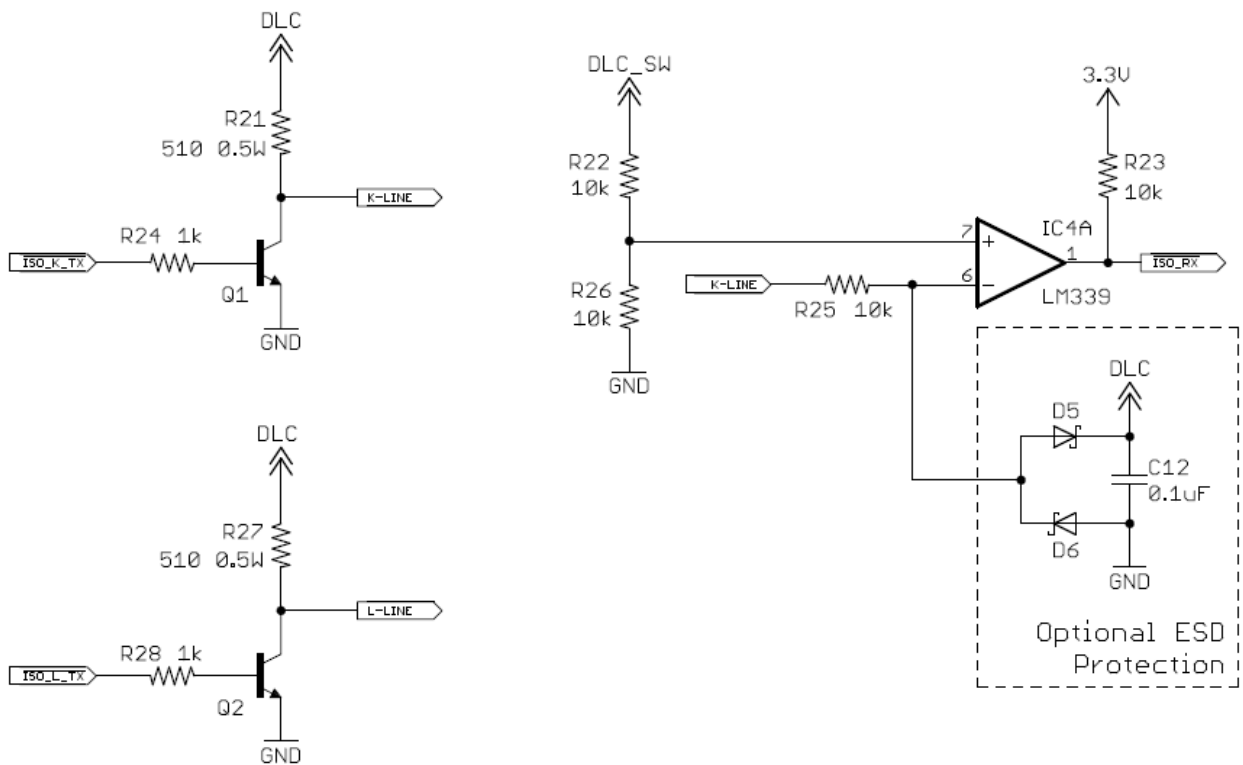 DLC
R21
510 0.5W
K-LINE
R24 1k
ISO_K_TX
Q1
GND
DLC
R27
510 0.5W
L-LINE
R28 1k
ISO_L_TX
Q2
GND
DLC_SW
R22
10k
R26
10k
GND
3.3V
R23
10k
7
+
IC4A
1
ISO_RX
K-LINE
6
-
R25 10k
LM339
DLC
D5
C12
0.1uF
D6
GND
Optional ESD
Protection